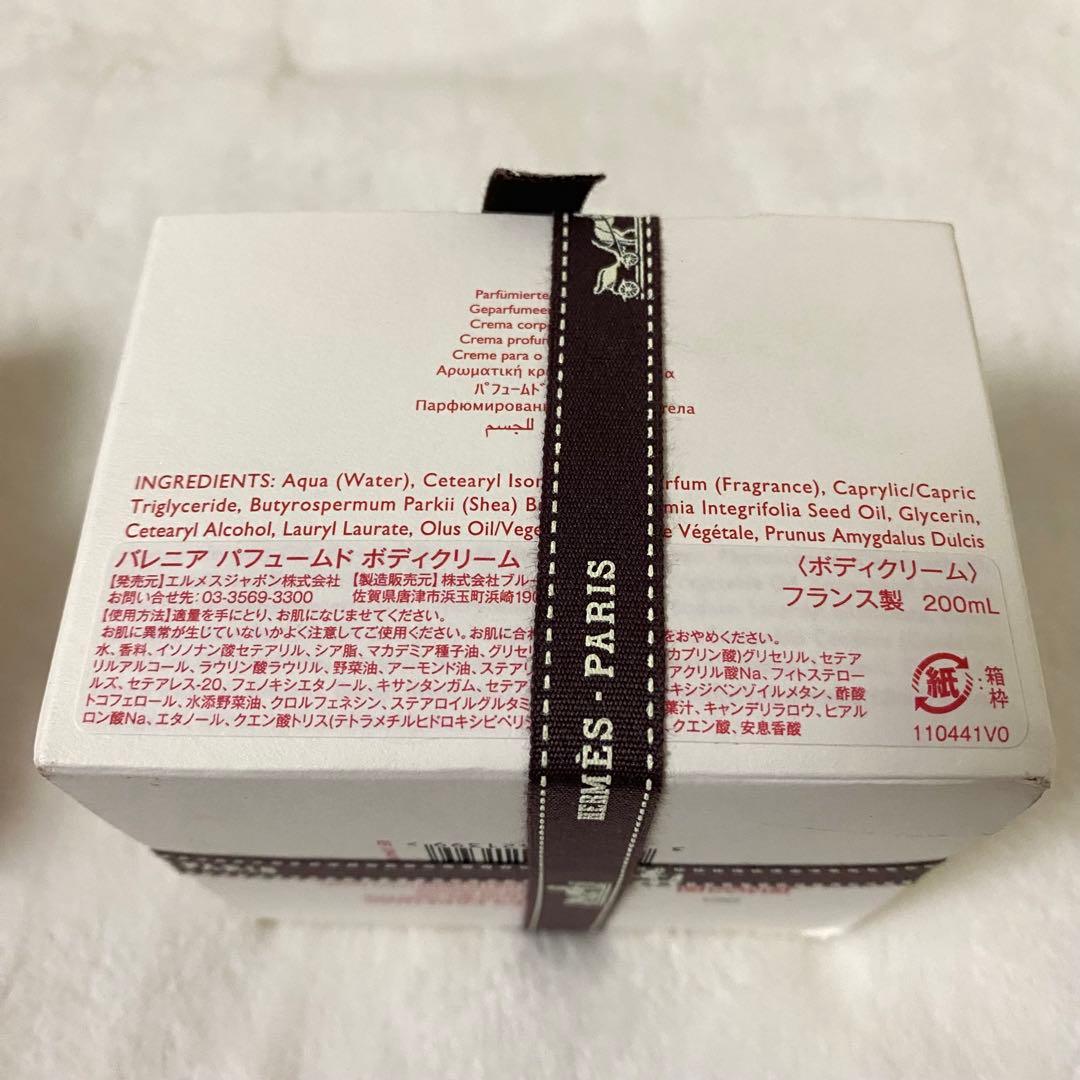 Parfümierte
Geparfumeer
Crema corp
Crema profu
Creme para o
Αρωματική κρ α
パフュームド
Парфюмирован тела
للجسم
INGREDIENTS: Aqua (Water), Cetearyl Ison rfum (Fragrance), Caprylic/Capric
Triglyceride, Butyrospermum Parkii (Shea) B mia Integrifolia Seed Oil, Glycerin,
Cetearyl Alcohol, Lauryl Laurate, Olus Oil/Vege e Végétale, Prunus Amygdalus Dulcis
バレニア パフュームド ボディクリーム 〈ボディクリーム〉
【発売元】エルメスジャポン株式会社 【製造販売元】株式会社ブルー フランス製 200mL
お問い合せ先:03-3569-3300 佐賀県唐津市浜玉町浜崎190
【使用方法】適量を手にとり、お肌になじませてください。
お肌に異常が生じていないかよく注意してご使用ください。お肌に合わ をおやめください。
水、香料、イソノナン酸セテアリル、シア脂、マカデミア種子油、グリセリ カプリン酸)グリセリル、セテア
リルアルコール、ラウリン酸ラウリル、野菜油、アーモンド油、ステアリ アクリル酸Na、フィトステロー
ルズ、セテアレス-20、フェノキシエタノール、キサンタンガム、セテア キシジベンゾイルメタン、酢酸
トコフェロール、水添野菜油、クロルフェネシン、ステアロイルグルタミ 葉汁、キャンデリラロウ、ヒアル
ロン酸Na、エタノール、クエン酸トリス(テトラメチルヒドロキシピペリジ クエン酸、安息香酸
紙 箱
枠
110441V0
HERMÈS - PARIS